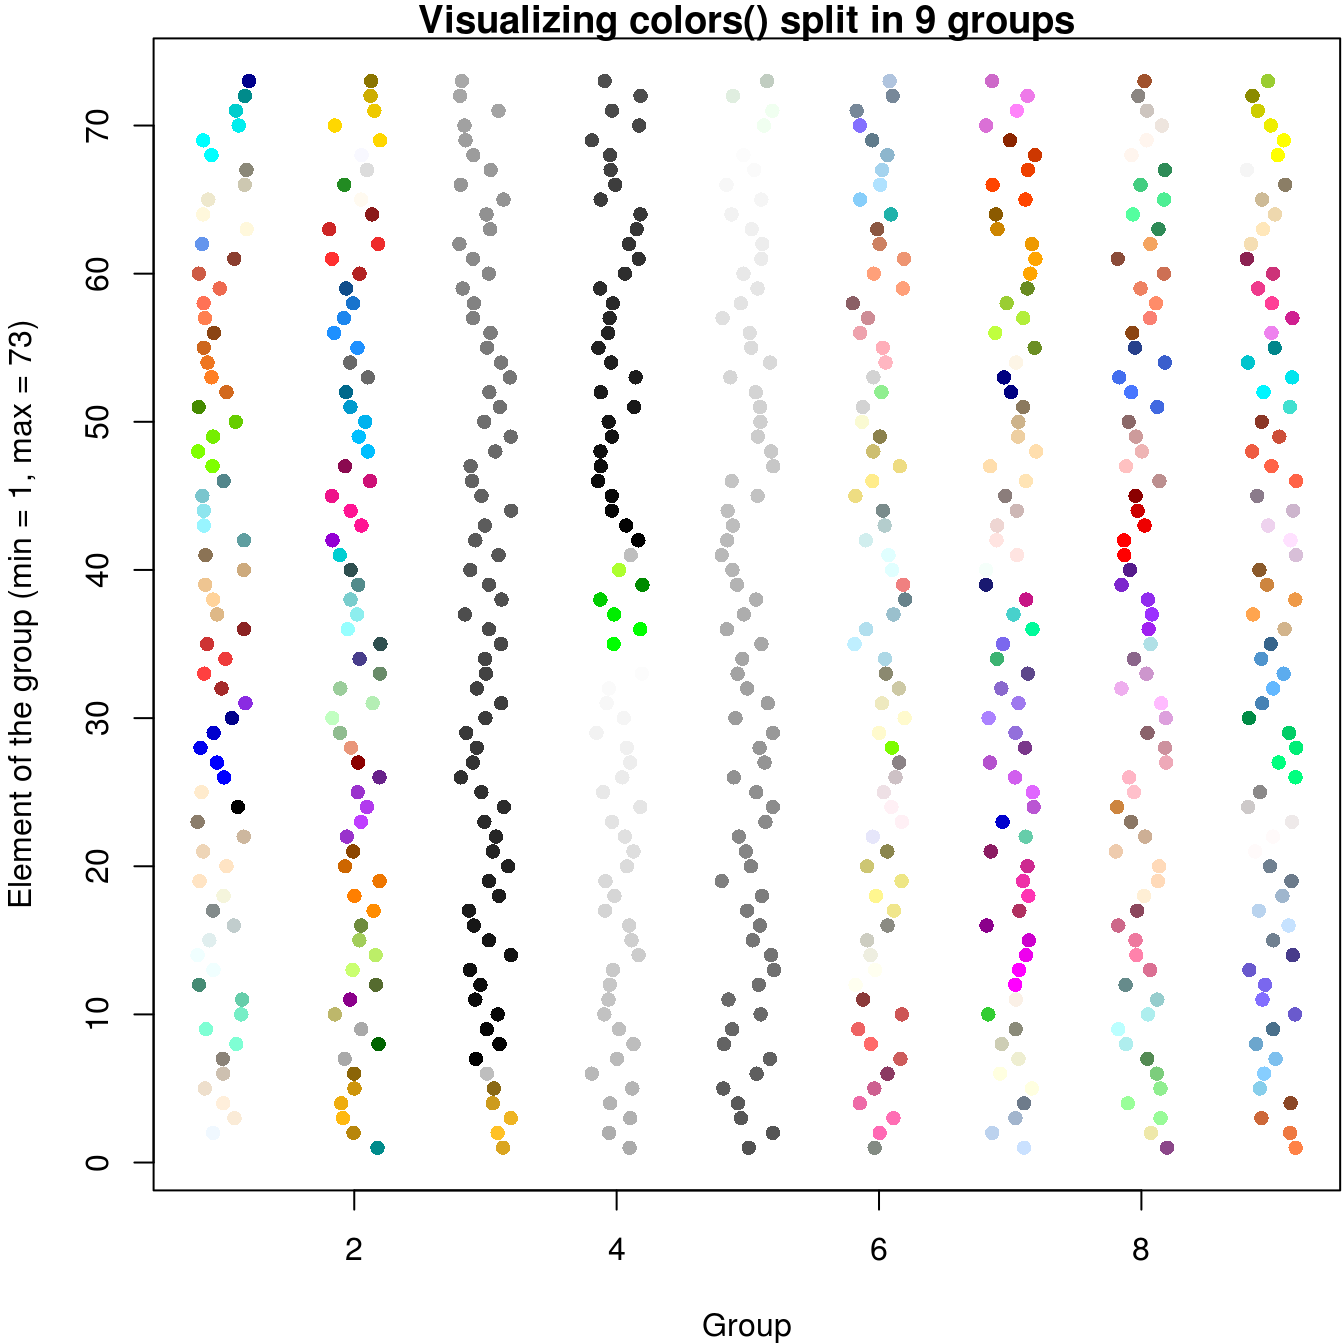 Visualizing colors() split in 9 groups
Element of the group (min = 1, max = 73)
70
60
50
40
30
20
10
0
2 4 6 8
Group